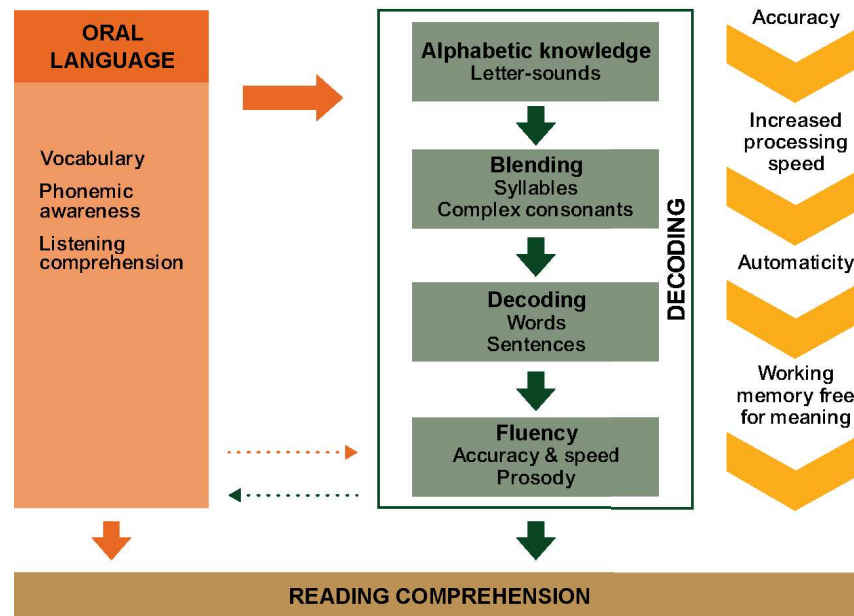 ORAL
LANGUAGE
Vocabulary
Phonemic
awareness
Listening
comprehension
Alphabetic knowledge
Letter-sounds
Blending
Syllables
Complex consonants
Decoding
Words
Sentences
Fluency
Accuracy & speed
Prosody
DECODING
Accuracy
Increased
processing
speed
Automaticity
Working
memory free
for meaning
READING COMPREHENSION